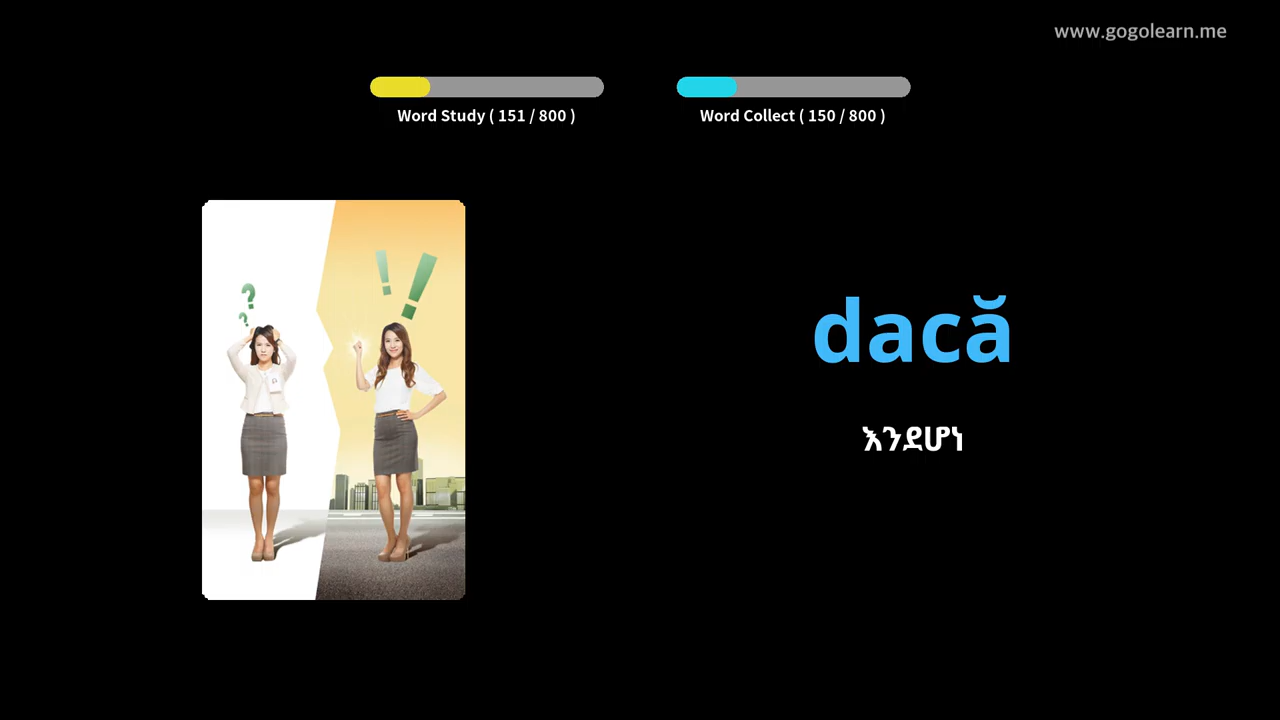 www.gogolearn.me
Word Study ( 151 / 800 )
Word Collect ( 150 / 800 )
? ?
! !
dacă
እንደሆነ